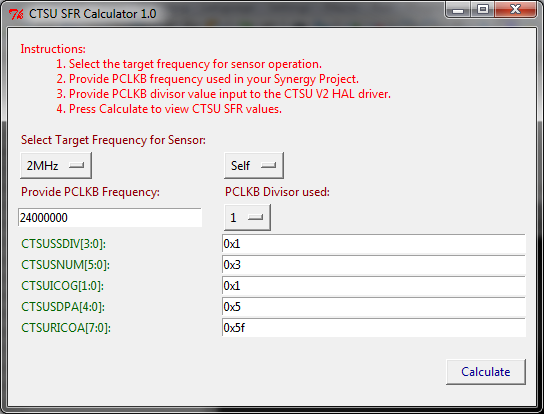 CTSU SFR Calculator 1.0
Instructions:
1. Select the target frequency for sensor operation.
2. Provide PCLKB frequency used in your Synergy Project.
3. Provide PCLKB divisor value input to the CTSU V2 HAL driver.
4. Press Calculate to view CTSU SFR values.
Select Target Frequency for Sensor:
2MHz Self
Provide PCLKB Frequency: PCLKB Divisor used:
24000000 1
CTSUSSDIV[3:0]: 0x1
CTSUSNUM[5:0]: 0x3
CTSUICOG[1:0]: 0x1
CTSUSDPA[4:0]: 0x5
CTSURICOA[7:0]: 0x5f
Calculate